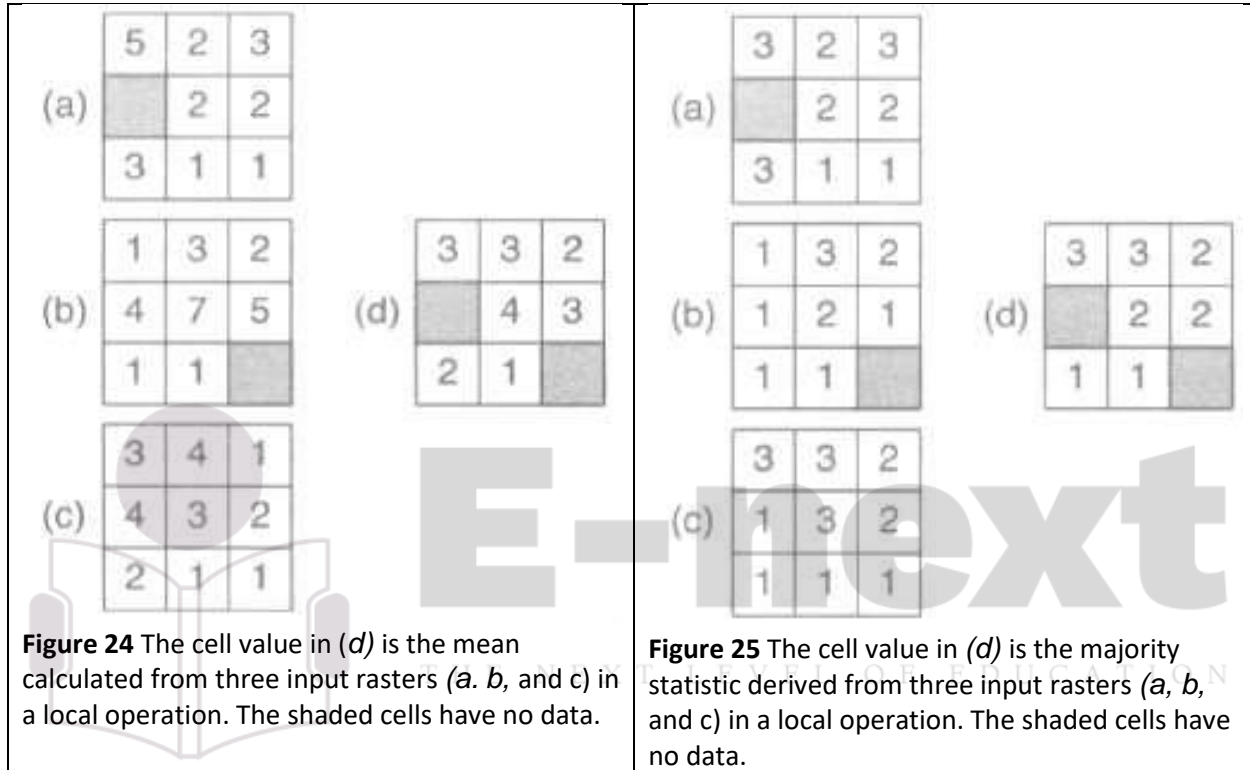 5 2 3
(a) 2 2
3 1 1
1 3 2
(b) 4 7 5
1 1
3 3 2
(d) 4 3
2 1
3 4 1
(c) 4 3 2
2 1 1
Figure 24 The cell value in (d) is the mean
calculated from three input rasters (a. b, and c) in
a local operation. The shaded cells have no data.
3 2 3
(a) 2 2
3 1 1
1 3 2
(b) 1 2 1
1 1
3 3 2
(d) 2 2
1 1
3 3 2
(c) 1 3 2
1 1 1
Figure 25 The cell value in (d) is the majority
statistic derived from three input rasters (a, b,
and c) in a local operation. The shaded cells have
no data.
E-next
THE NEXT LEVEL OF EDUCATION